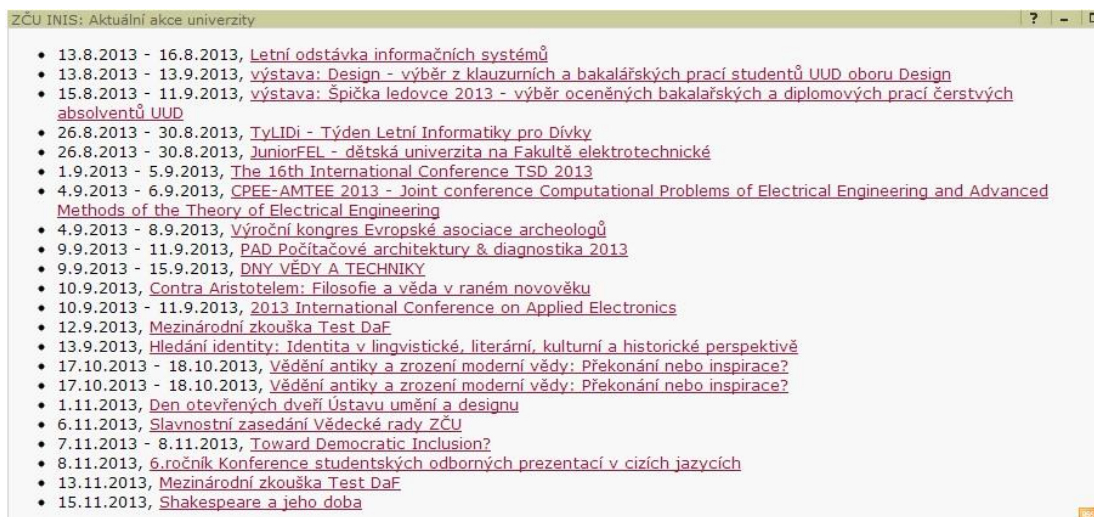 ZČU INIS: Aktuální akce univerzity ? –
• 13.8.2013 - 16.8.2013, Letní odstávka informačních systémů
• 13.8.2013 - 13.9.2013, výstava: Design - výběr z klauzurních a bakalářských prací studentů UUD oboru Design
• 15.8.2013 - 11.9.2013, výstava: Špička ledovce 2013 - výběr oceněných bakalařských a diplomových prací čerstvých
absolventů UUD
• 26.8.2013 - 30.8.2013, TyLIDi - Týden Letní Informatiky pro Dívky
• 26.8.2013 - 30.8.2013, JuniorFEL - dětská univerzita na Fakultě elektrotechnické
• 1.9.2013 - 5.9.2013, The 16th International Conference TSD 2013
• 4.9.2013 - 6.9.2013, CPEE-AMTEE 2013 - Joint conference Computational Problems of Electrical Engineering and Advanced
Methods of the Theory of Electrical Engineering
• 4.9.2013 - 8.9.2013, Výroční kongres Evropské asociace archeologů
• 9.9.2013 - 11.9.2013, PAD Počítačové architektury & diagnostika 2013
• 9.9.2013 - 15.9.2013, DNY VĚDY A TECHNIKY
• 10.9.2013, Contra Aristotelem: Filosofie a věda v raném novověku
• 10.9.2013 - 11.9.2013, 2013 International Conference on Applied Electronics
• 12.9.2013, Mezinárodní zkouška Test DaF
• 13.9.2013, Hledání identity: Identita v lingvistické, literární, kulturní a historické perspektivě
• 17.10.2013 - 18.10.2013, Vědění antiky a zrození moderní vědy: Překonání nebo inspirace?
• 17.10.2013 - 18.10.2013, Vědění antiky a zrození moderní vědy: Překonání nebo inspirace?
• 1.11.2013, Den otevřených dveří Ústavu umění a designu
• 6.11.2013, Slavnostní zasedání Vědecké rady ZČU
• 7.11.2013 - 8.11.2013, Toward Democratic Inclusion?
• 8.11.2013, 6.ročník Konference studentských odborných prezentací v cizích jazycích
• 13.11.2013, Mezinárodní zkouška Test DaF
• 15.11.2013, Shakespeare a jeho doba